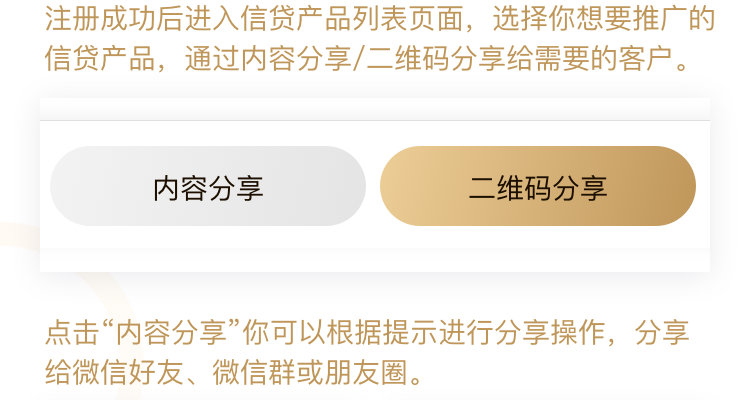 注册成功后进入信贷产品列表页面，选择你想要推广的
信贷产品，通过内容分享/二维码分享给需要的客户。
内容分享
二维码分享
点击“内容分享”你可以根据提示进行分享操作，分享
给微信好友、微信群或朋友圈。